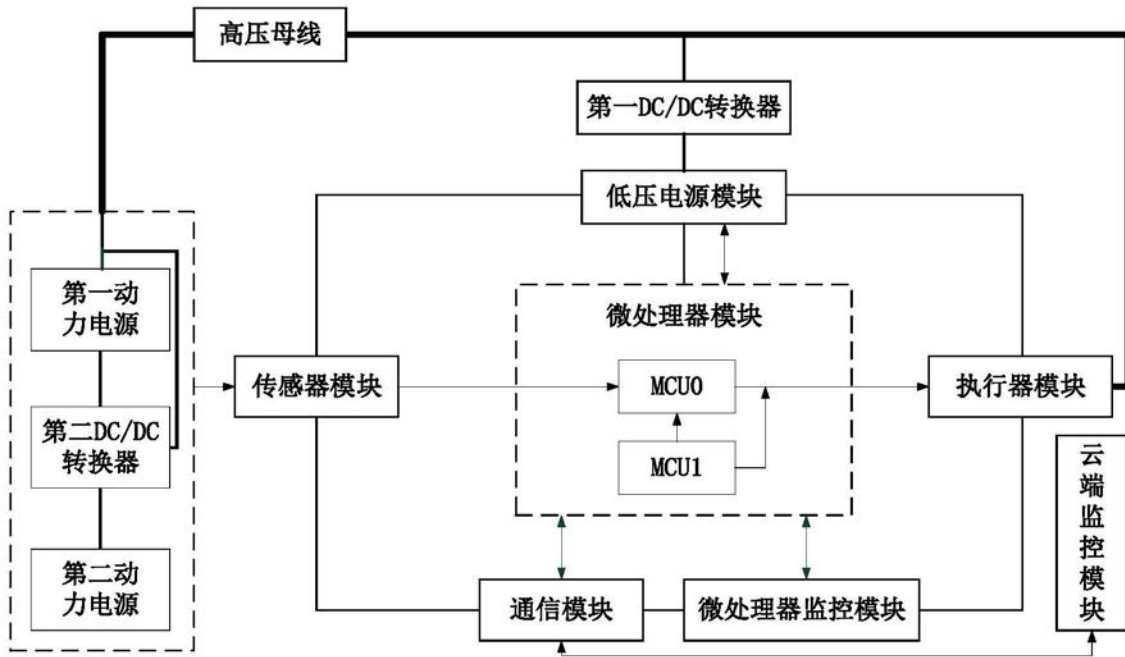 高压母线
第一DC/DC转换器
低压电源模块
第一动
力电源
微处理器模块
传感器模块
MCU0
执行器模块
第二DC/DC
转换器
MCU1
云
端
监
控
模
块
第二动
力电源
通信模块
微处理器监控模块